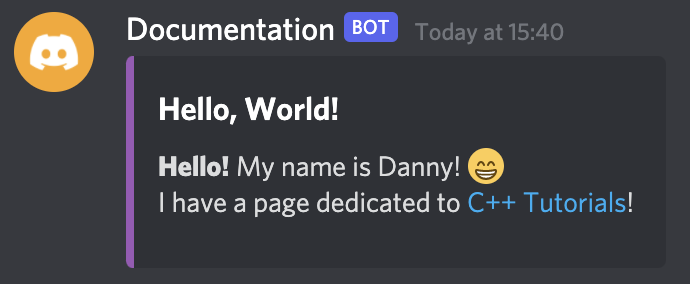 Documentation BOT Today at 15:40
Hello, World!
Hello! My name is Danny! 😁
I have a page dedicated to C++ Tutorials!